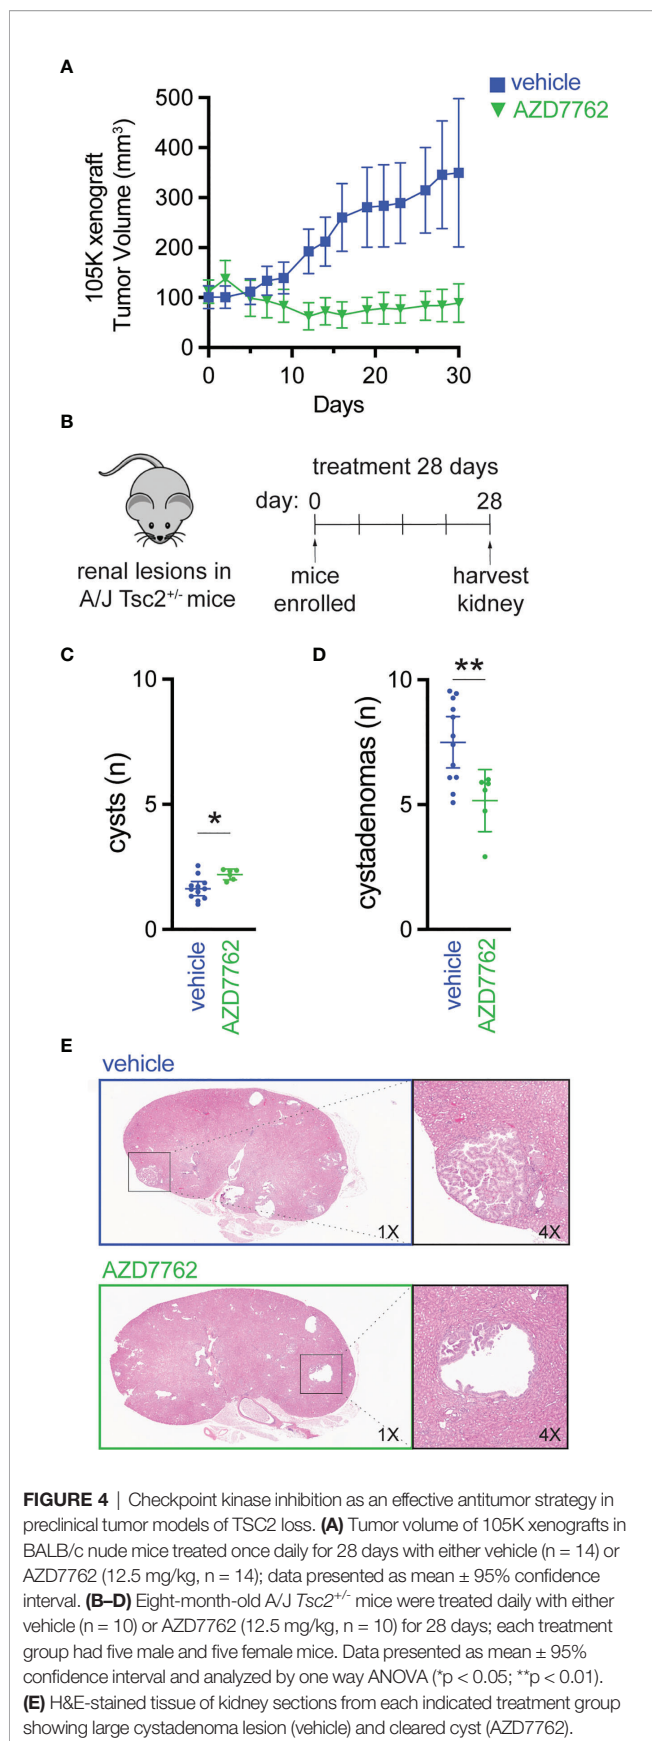 A
vehicle
AZD7762
105K xenograft
Tumor Volume (mm³)
500
400
300
200
100
0
0
10
20
30
Days
B
treatment 28 days
day: 0 28
renal lesions in
A/J Tsc2+/- mice
mice
enrolled
harvest
kidney
C
cysts (n)
10
5
0
*
vehicle
AZD7762
D
cystadenomas (n)
10
5
0
**
vehicle
AZD7762
E
vehicle
1X
4X
AZD7762
1X
4X
FIGURE 4 | Checkpoint kinase inhibition as an effective antitumor strategy in
preclinical tumor models of TSC2 loss. (A) Tumor volume of 105K xenografts in
BALB/c nude mice treated once daily for 28 days with either vehicle (n = 14) or
AZD7762 (12.5 mg/kg, n = 14); data presented as mean ± 95% confidence
interval. (B–D) Eight-month-old A/J Tsc2+/- mice were treated daily with either
vehicle (n = 10) or AZD7762 (12.5 mg/kg, n = 10) for 28 days; each treatment
group had five male and five female mice. Data presented as mean ± 95%
confidence interval and analyzed by one way ANOVA (*p < 0.05; **p < 0.01).
(E) H&E-stained tissue of kidney sections from each indicated treatment group
showing large cystadenoma lesion (vehicle) and cleared cyst (AZD7762).